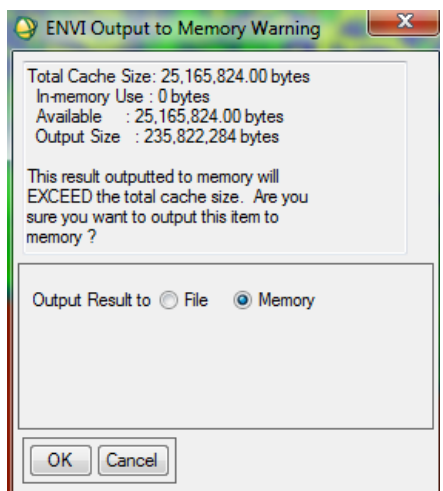 ENVI Output to Memory Warning
X
Total Cache Size: 25,165,824.00 bytes
In-memory Use : 0 bytes
Available : 25,165,824.00 bytes
Output Size : 235,822,284 bytes
This result outputted to memory will
EXCEED the total cache size. Are you
sure you want to output this item to
memory ?
Output Result to File Memory
OK Cancel